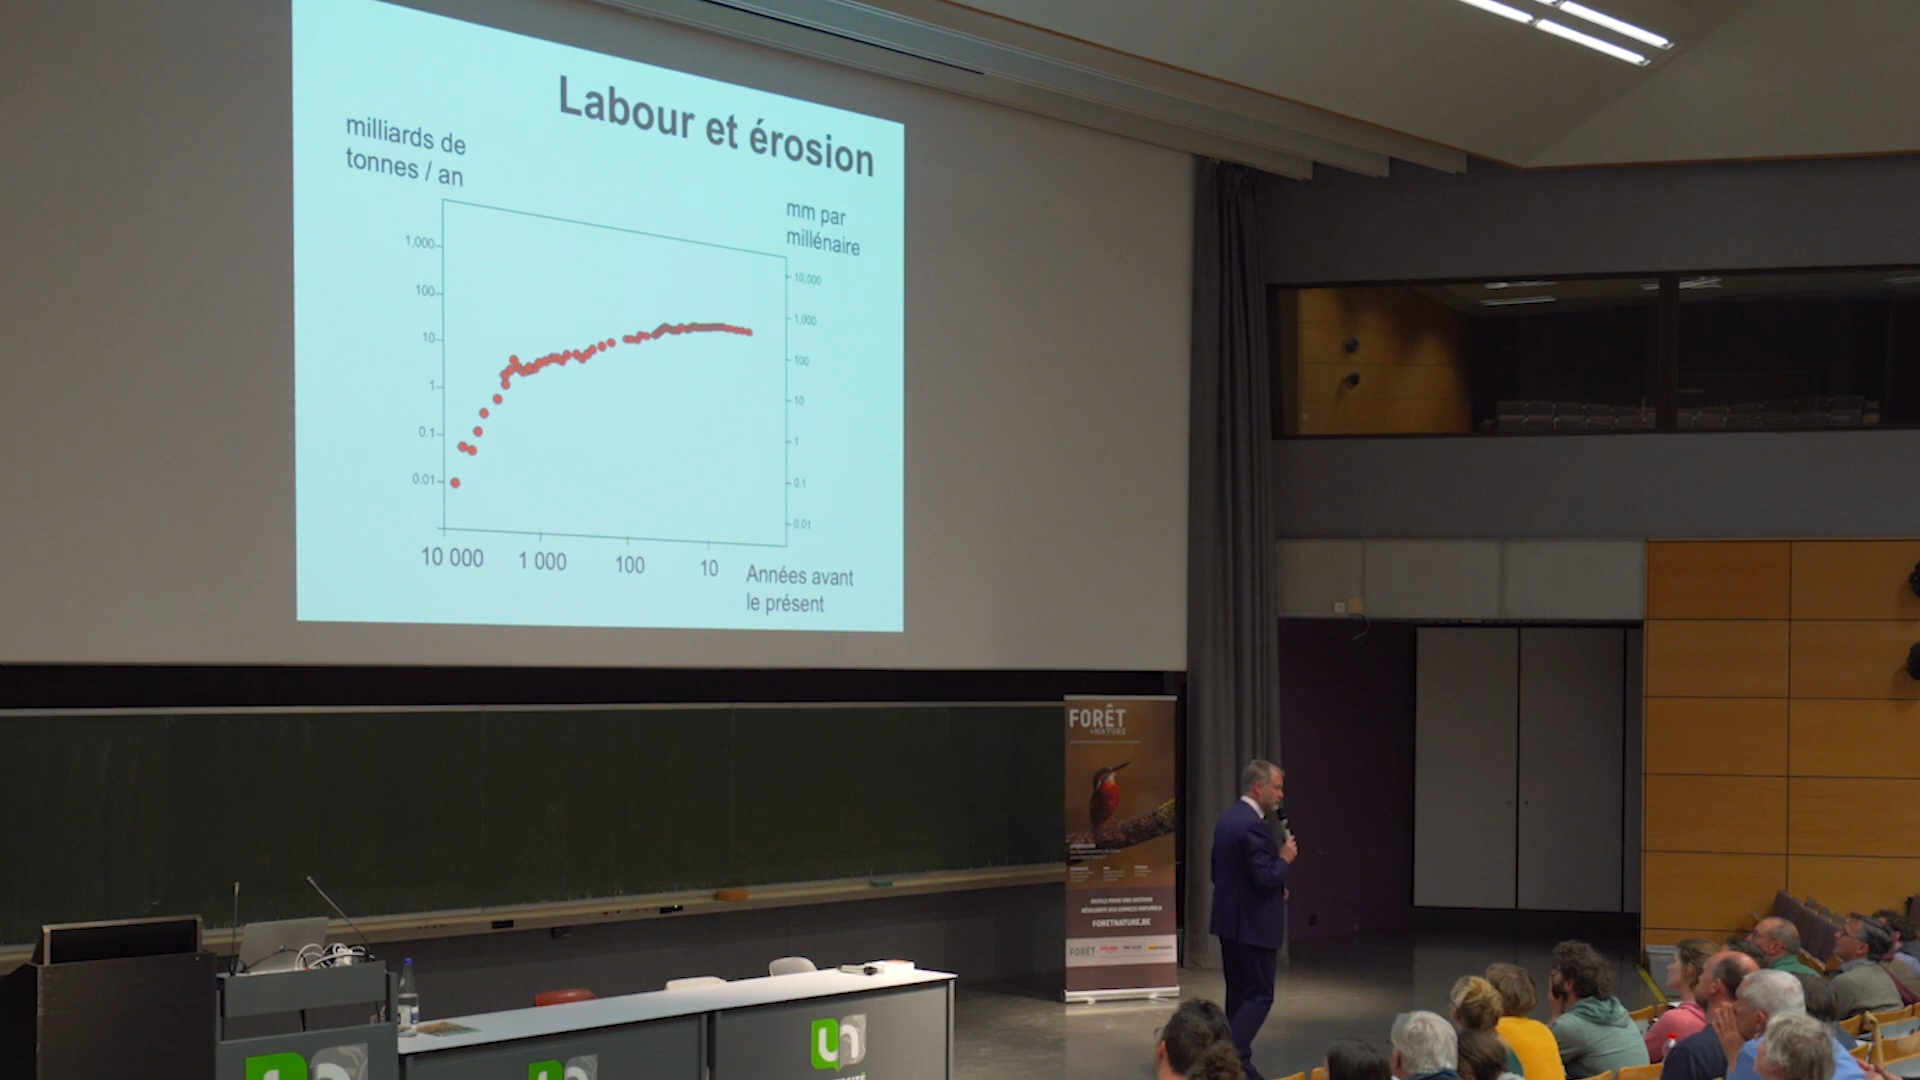 Labour et érosion
milliards de
tonnes / an
mm par
millénaire
1,000
100
10
1
0.1
0.01
10,000
1,000
100
10
1
0.1
0.01
10 000
1 000
100
10
Années avant
le présent
FORÊT
NATURE
FORETNATURE.BE
FORÊT